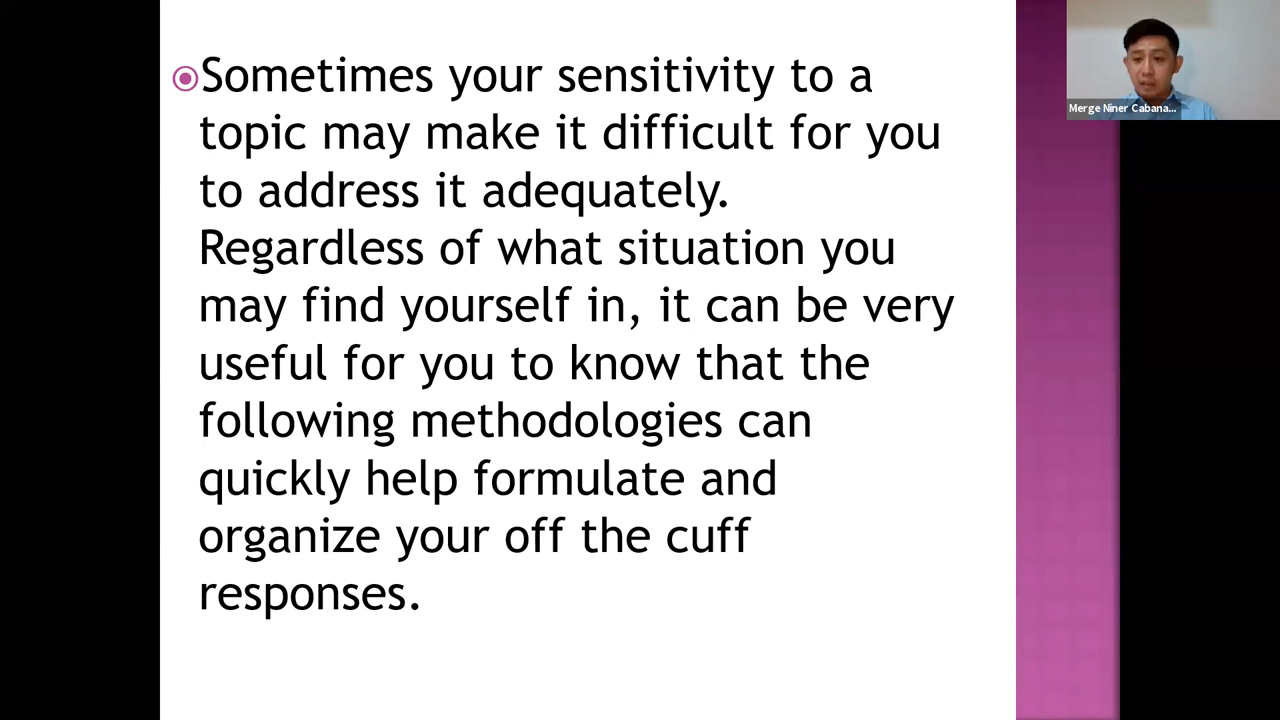 Sometimes your sensitivity to a
topic may make it difficult for you
to address it adequately.
Regardless of what situation you
may find yourself in, it can be very
useful for you to know that the
following methodologies can
quickly help formulate and
organize your off the cuff
responses.
Merge Niner Cabana...